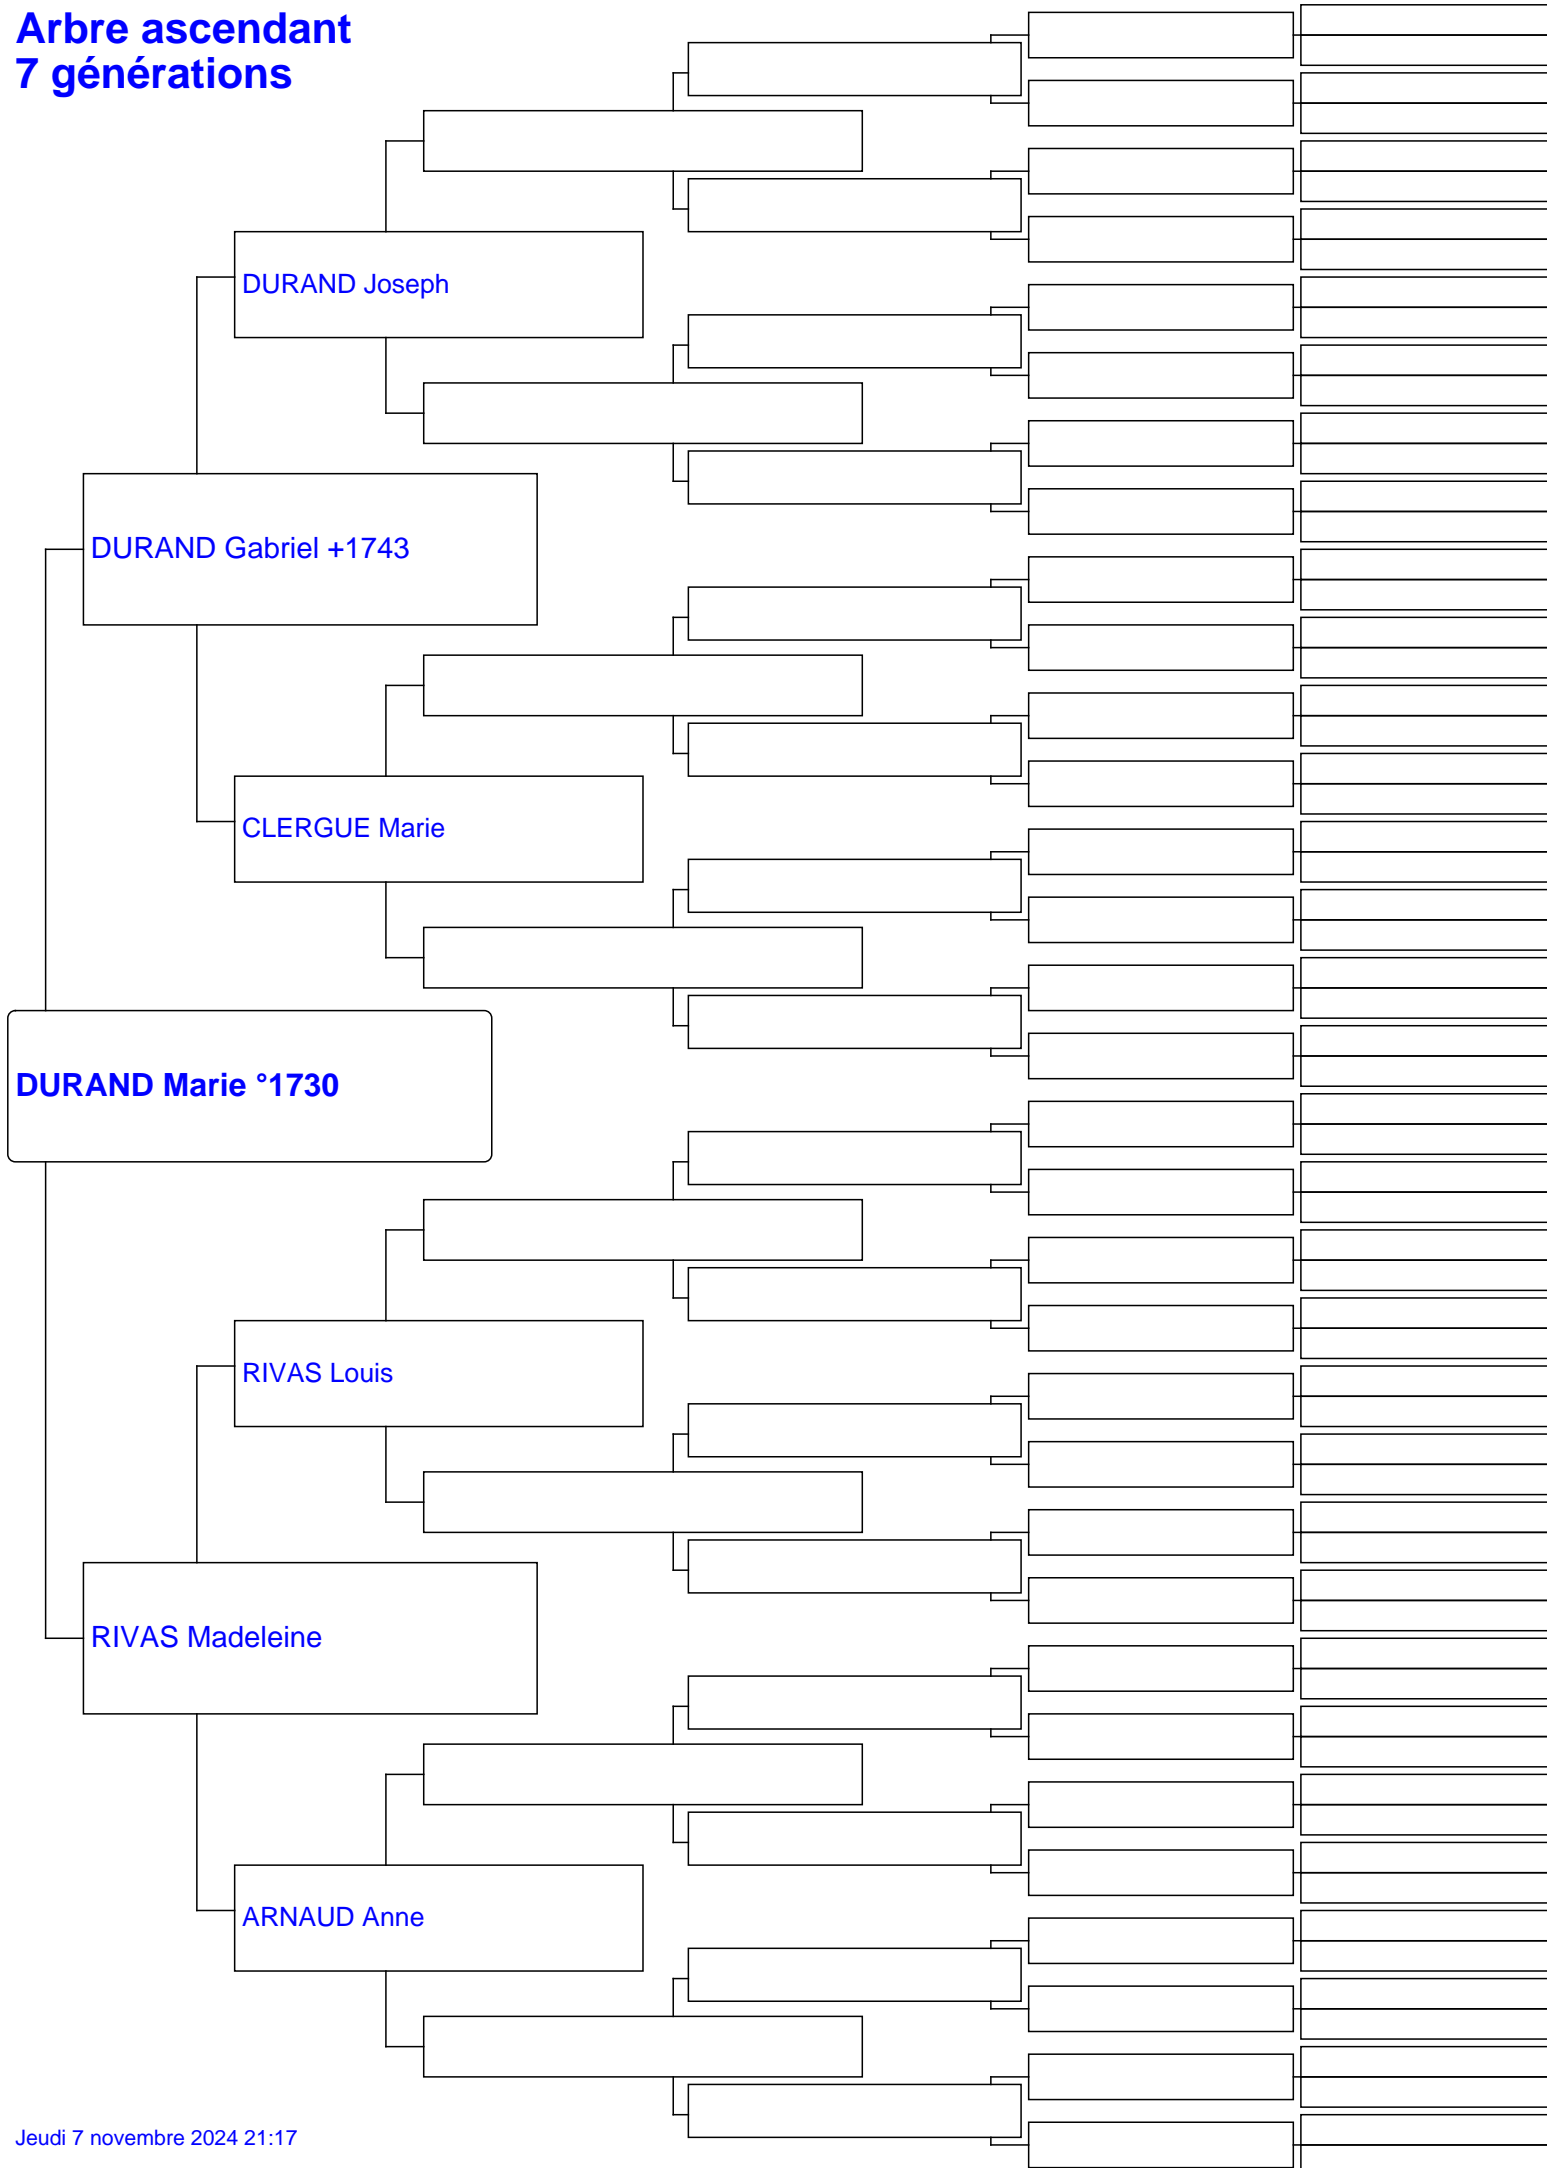 Arbre ascendant
7 générations
DURAND Joseph
DURAND Gabriel +1743
CLERGUE Marie
DURAND Marie °1730
RIVAS Louis
RIVAS Madeleine
ARNAUD Anne
Jeudi 7 novembre 2024 21:17